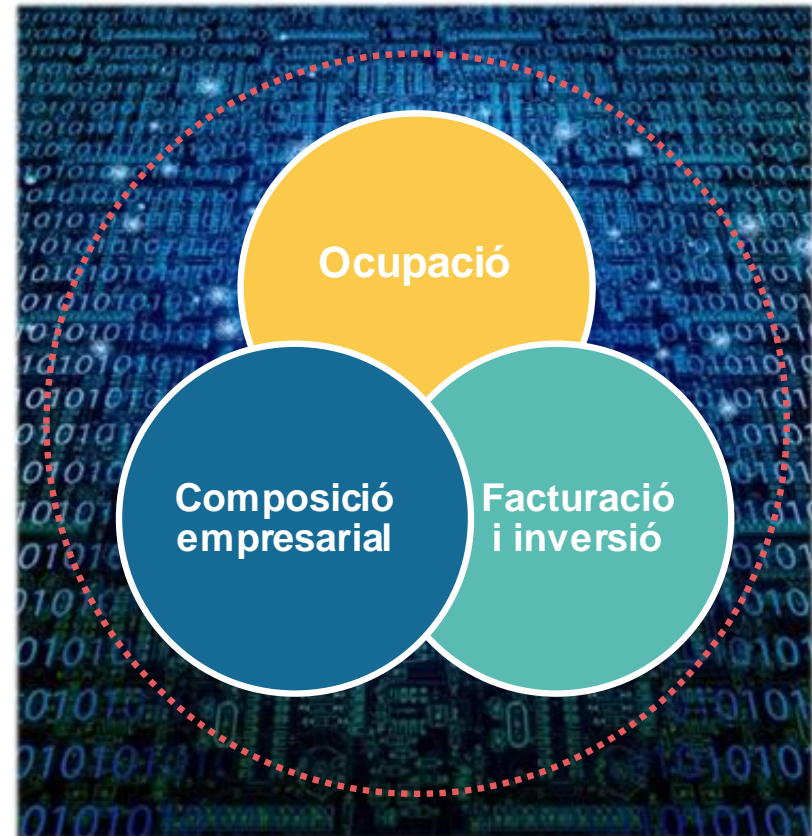 Ocupació
Composició
empresarial
Facturació
i inversió